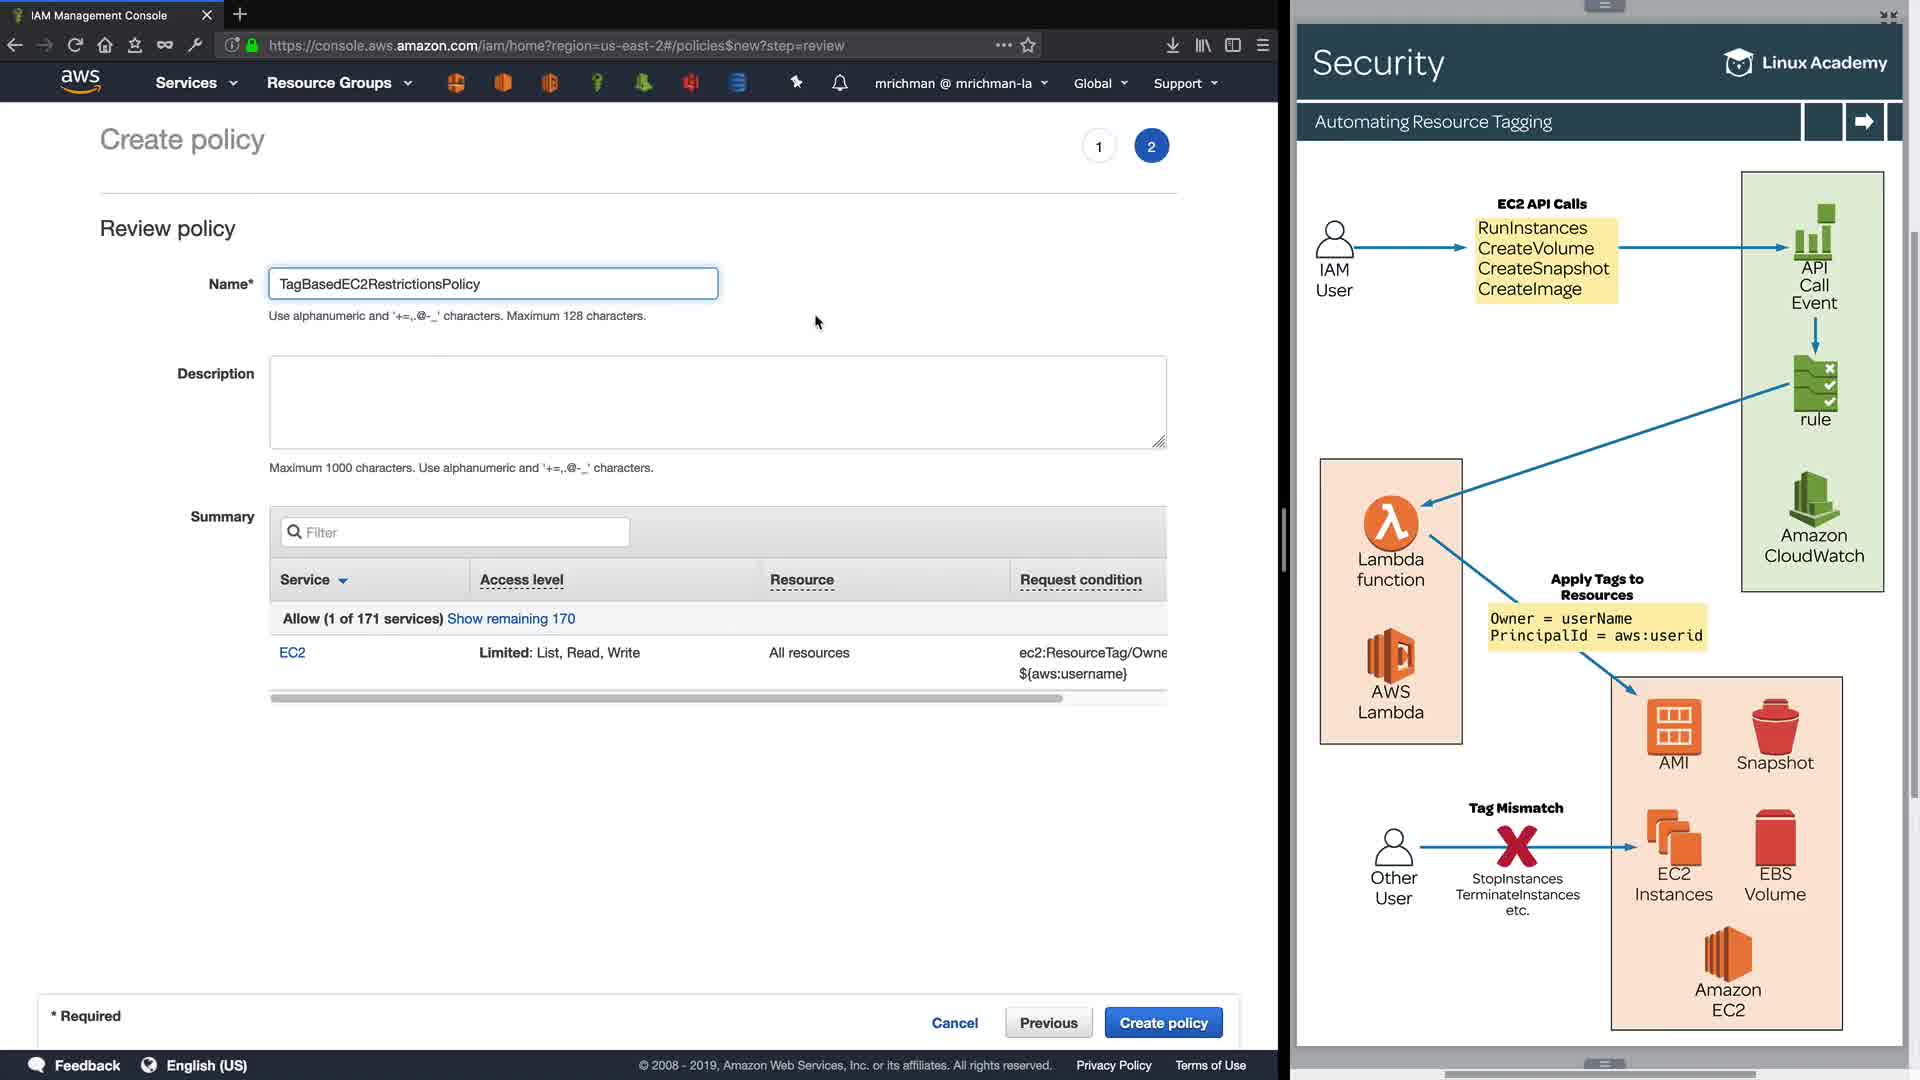 IAM Management Console
https://console.aws.amazon.com/iam/home?region=us-east-2#/policies$new?step=review
aws
Services
Resource Groups
mrichman @ mrichman-la
Global
Support
Create policy
1
2
Review policy
Name*
TagBasedEC2RestrictionsPolicy
Use alphanumeric and '+=,.@-_' characters. Maximum 128 characters.
Description
Maximum 1000 characters. Use alphanumeric and '+=,.@-_' characters.
Summary
Filter
Service
Access level
Resource
Request condition
Allow (1 of 171 services) Show remaining 170
EC2
Limited: List, Read, Write
All resources
ec2:ResourceTag/Owne
${aws:username}
* Required
Cancel
Previous
Create policy
Feedback
English (US)
© 2008 - 2019, Amazon Web Services, Inc. or its affiliates. All rights reserved.
Privacy Policy
Terms of Use
Security
Linux Academy
Automating Resource Tagging
EC2 API Calls
RunInstances
CreateVolume
CreateSnapshot
CreateImage
IAM
User
API
Call
Event
rule
Amazon
CloudWatch
Lambda
function
AWS
Lambda
Apply Tags to
Resources
Owner = userName
PrincipalId = aws:userid
AMI
Snapshot
Tag Mismatch
Other
User
StopInstances
TerminateInstances
etc.
EC2
Instances
EBS
Volume
Amazon
EC2